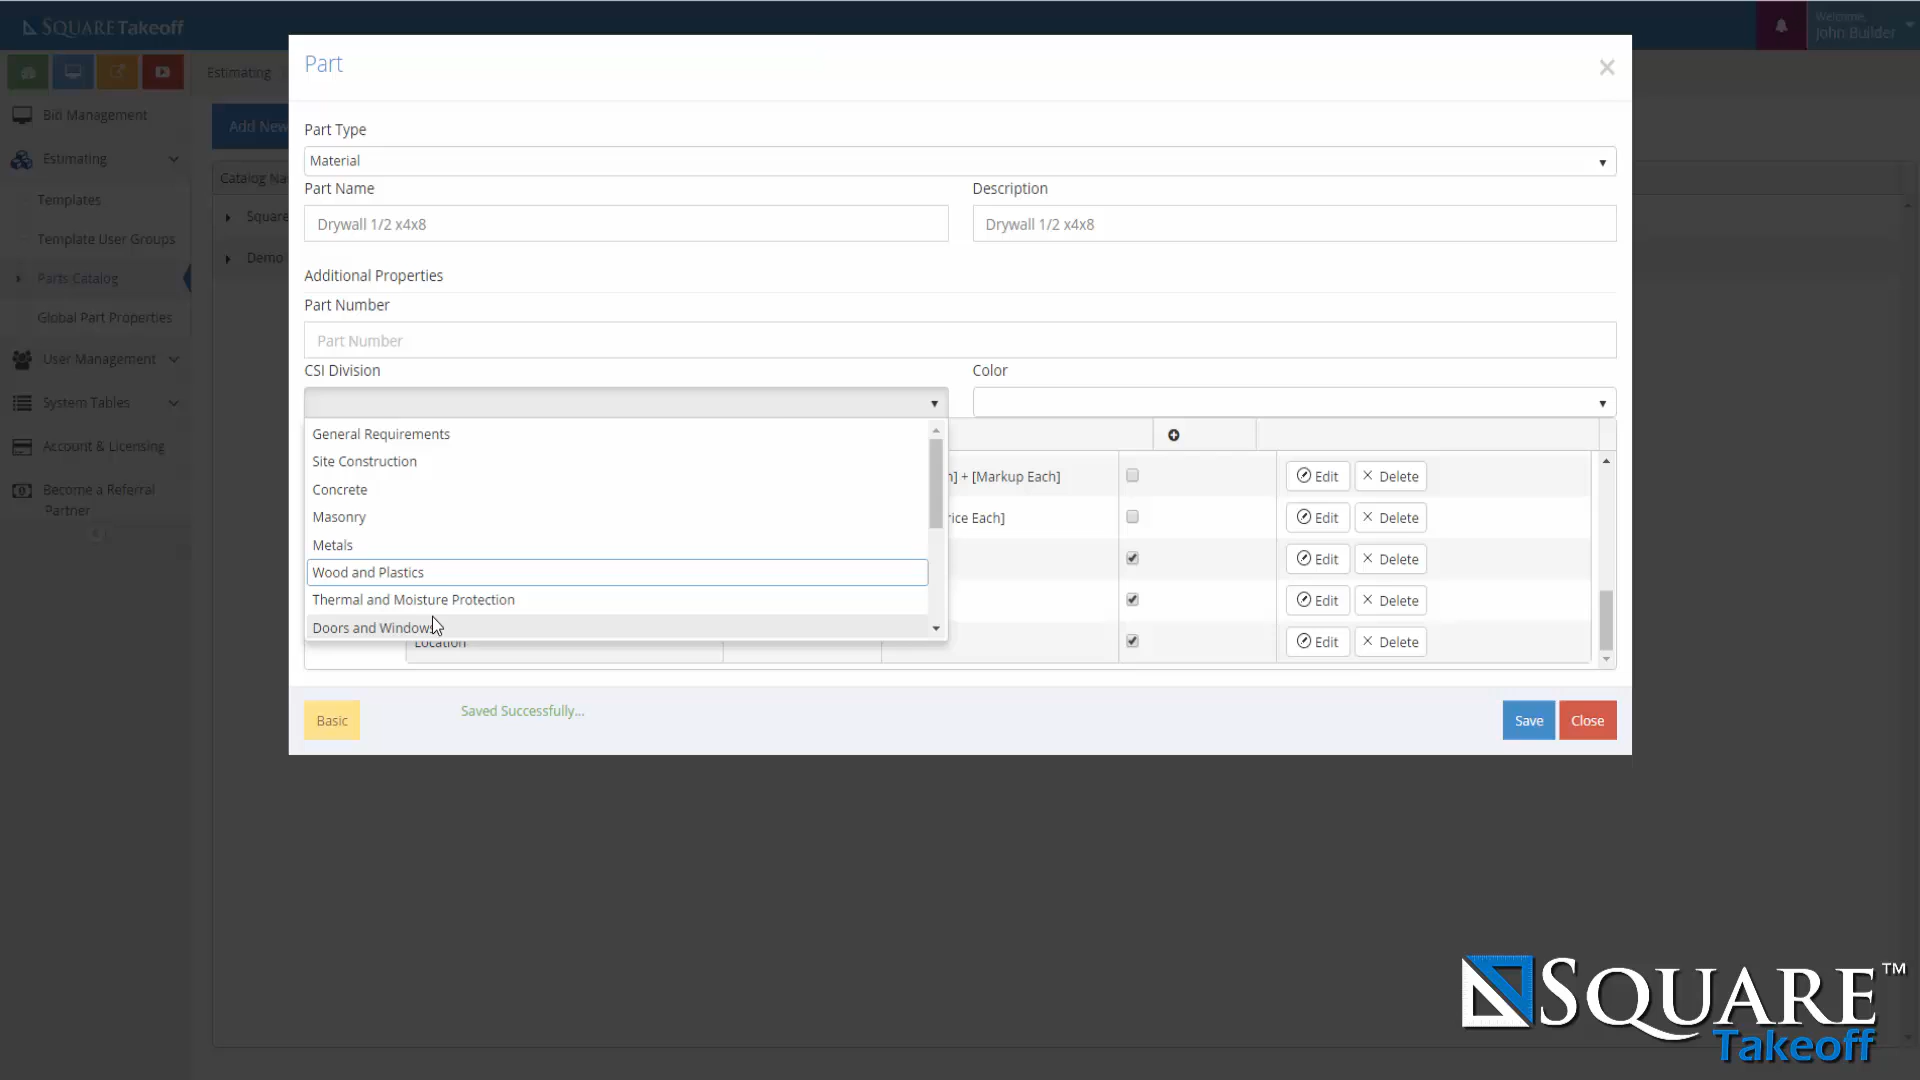 SQUARE Takeoff
Welcome,
John Builder
Estimating
Bid Management
Estimating
Templates
Template User Groups
Parts Catalog
Global Part Properties
User Management
System Tables
Account & Licensing
Become a Referral
Partner
Add New
Catalog Na
Square
Demo
Part
Part Type
Material
Part Name
Description
Drywall 1/2 x4x8
Drywall 1/2 x4x8
Additional Properties
Part Number
Part Number
CSI Division
Color
General Requirements
Site Construction
Concrete
Masonry
Metals
Wood and Plastics
Thermal and Moisture Protection
Doors and Windows
Location
] + [Markup Each]
Edit
Delete
rice Each]
Edit
Delete
Edit
Delete
Edit
Delete
Edit
Delete
Basic
Saved Successfully...
Save
Close
SQUARE™
Takeoff